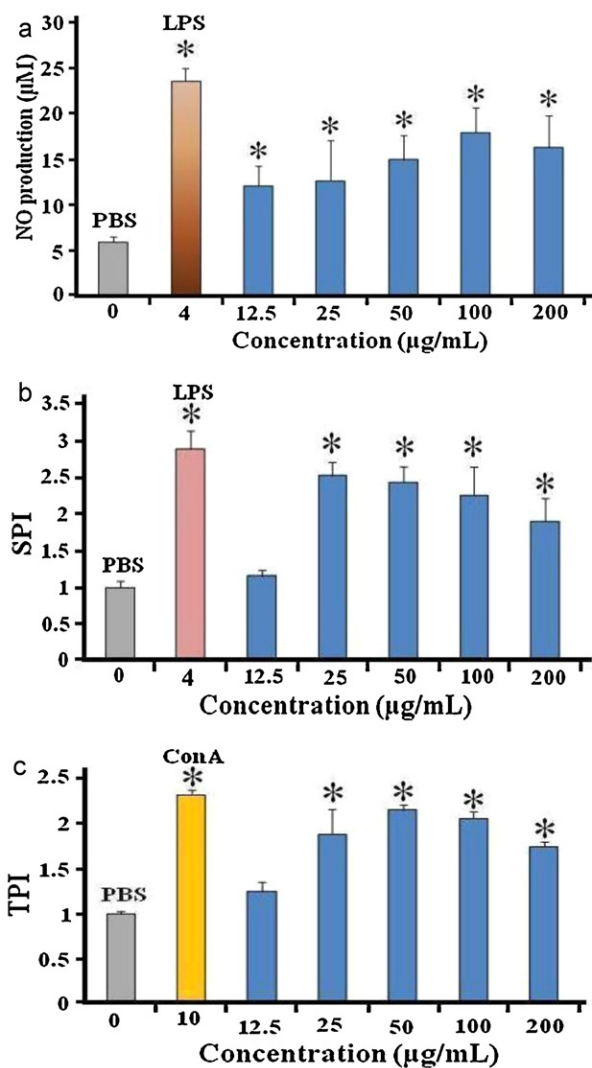 a
NO production (µM)
30
25
20
15
10
5
0
PBS
LPS
*
*
*
*
*
*
0 4 12.5 25 50 100 200
Concentration (µg/mL)
b
SPI
3.5
3
2.5
2
1.5
1
0.5
0
PBS
LPS
*
*
*
*
*
0 4 12.5 25 50 100 200
Concentration (µg/mL)
c
TPI
2.5
2
1.5
1
0.5
0
PBS
ConA
*
*
*
*
*
0 10 12.5 25 50 100 200
Concentration (µg/mL)